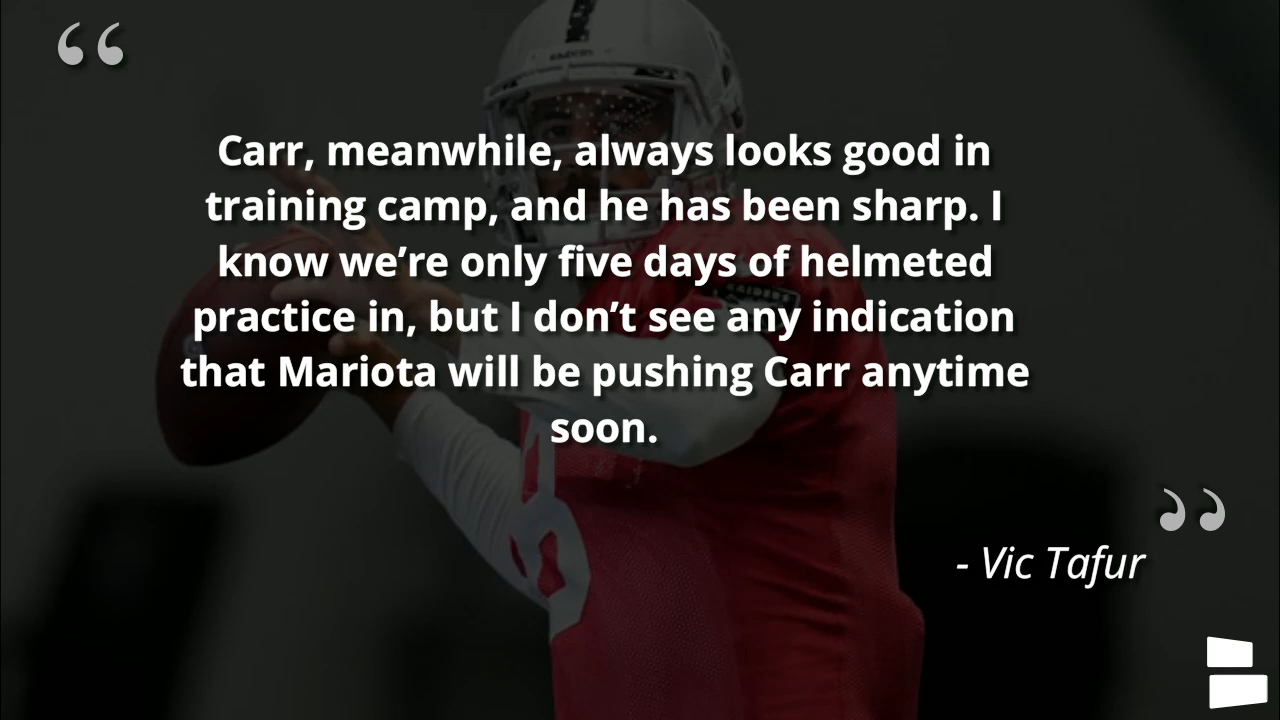 “
Carr, meanwhile, always looks good in
training camp, and he has been sharp. I
know we’re only five days of helmeted
practice in, but I don’t see any indication
that Mariota will be pushing Carr anytime
soon.
”
- Vic Tafur
RAIDERS
8